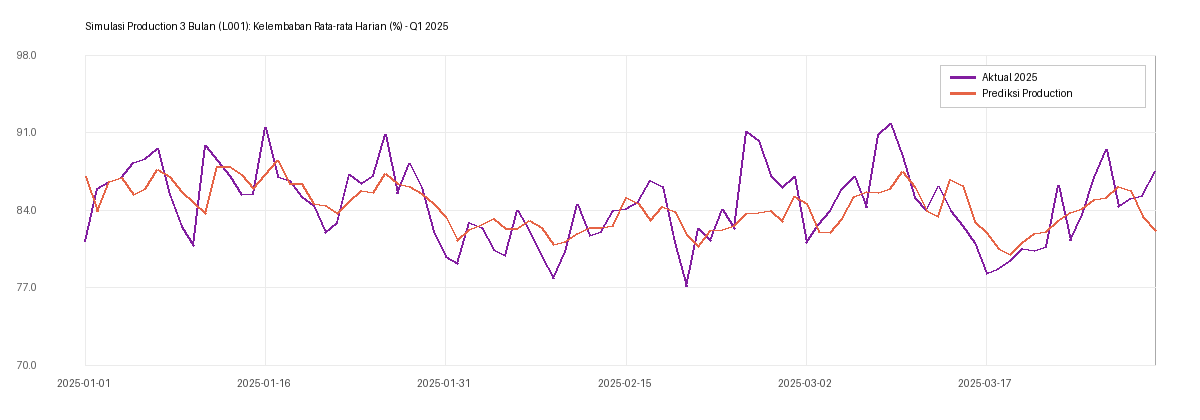 Simulasi Production 3 Bulan (L001): Kelembaban Rata-rata Harian (%) - Q1 2025
98.0
Aktual 2025
Prediksi Production
91.0
84.0
77.0
70.0
2025-01-01 2025-01-16 2025-01-31 2025-02-15 2025-03-02 2025-03-17